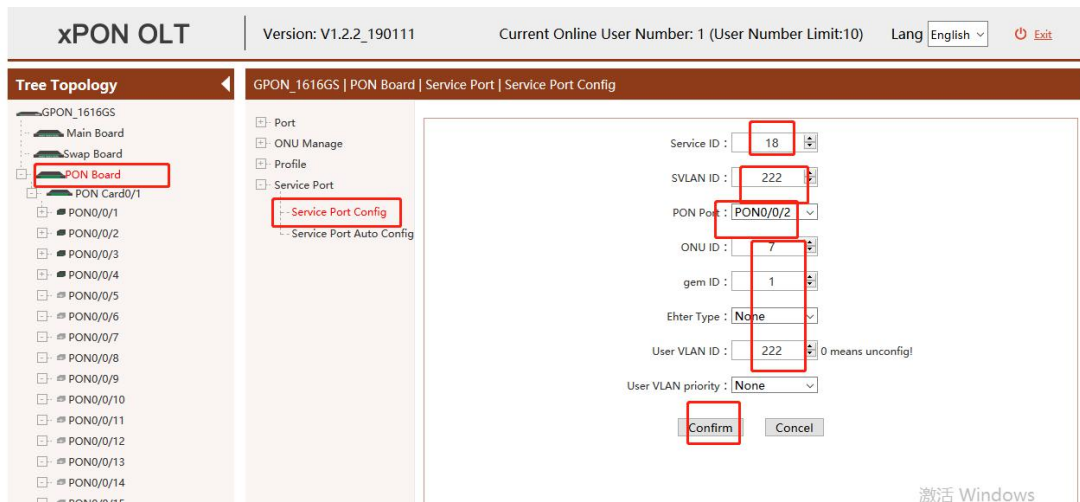 xPON OLT
Version: V1.2.2_190111
Current Online User Number: 1 (User Number Limit:10)
Lang English
Exit
Tree Topology
GPON_1616GS | PON Board | Service Port | Service Port Config
GPON_1616GS
Main Board
Swap Board
PON Board
PON Card0/1
PON0/0/1
PON0/0/2
PON0/0/3
PON0/0/4
PON0/0/5
PON0/0/6
PON0/0/7
PON0/0/8
PON0/0/9
PON0/0/10
PON0/0/11
PON0/0/12
PON0/0/13
PON0/0/14
Port
ONU Manage
Profile
Service Port
Service Port Config
Service Port Auto Config
Service ID : 18
SVLAN ID : 222
PON Port : PON0/0/2
ONU ID : 7
gem ID : 1
Ehter Type : None
User VLAN ID : 222 0 means unconfig!
User VLAN priority : None
Confirm Concel
激活 Windows